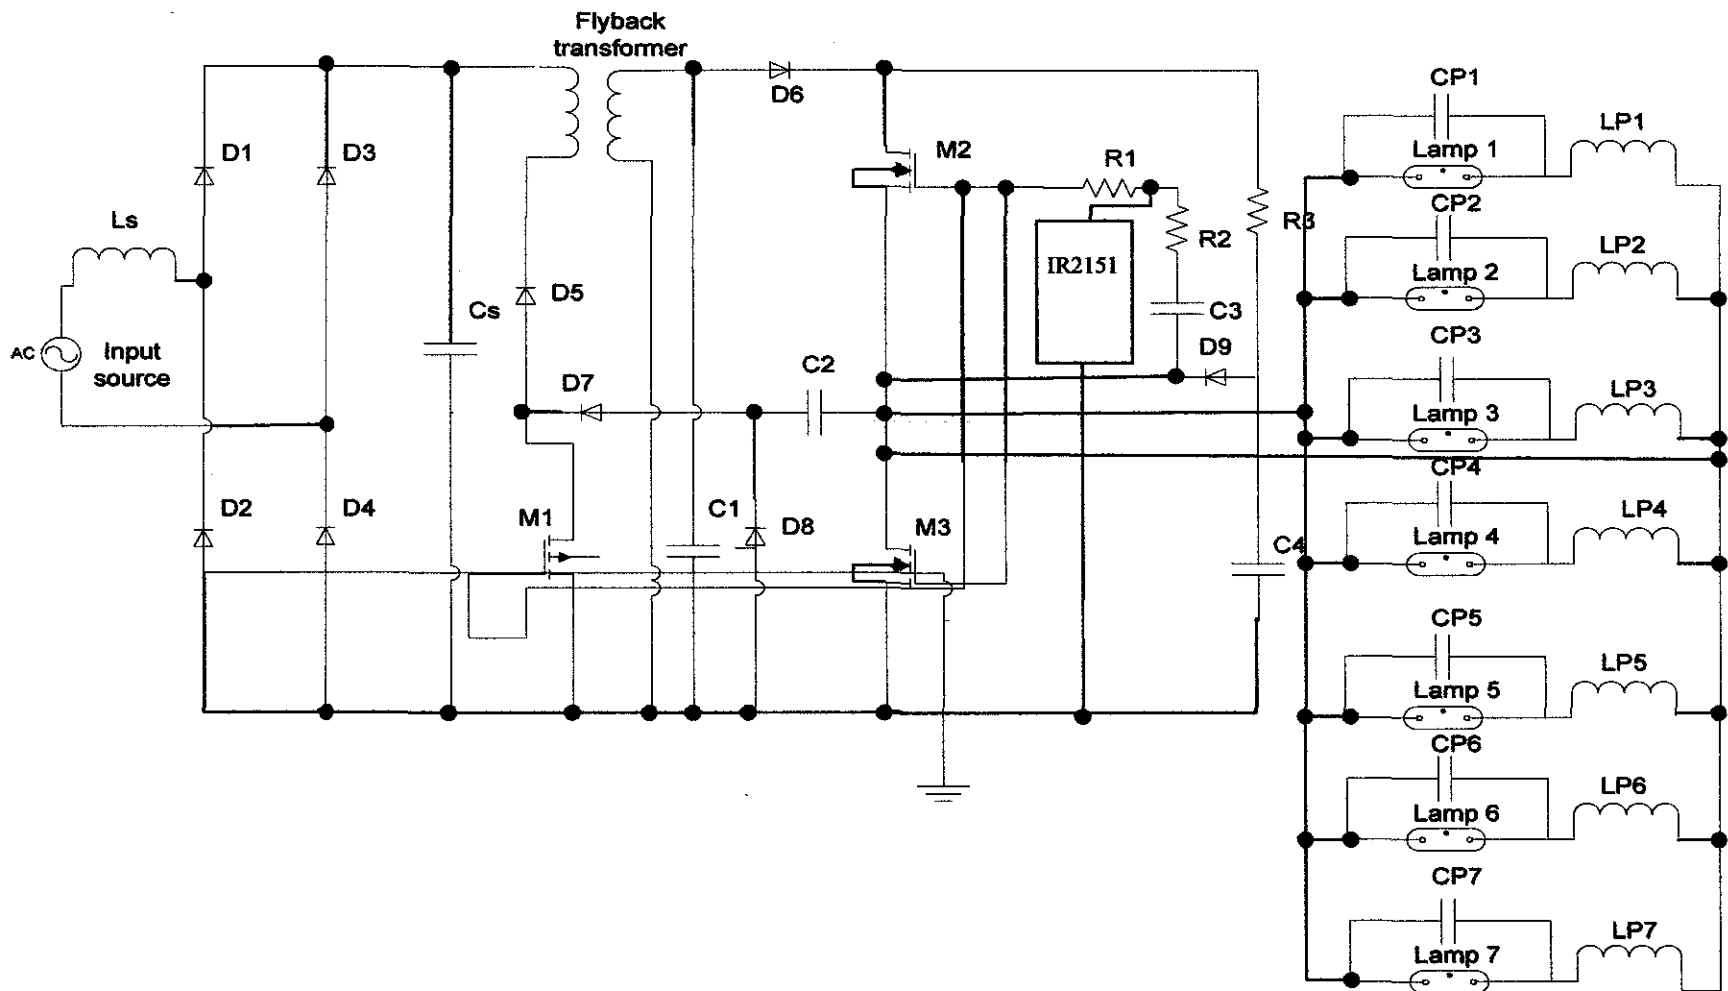 Flyback
transformer
D6
D1
D3
Ls
AC
Input
source
D2
D4
Cs
D5
D7
C2
M1
C1
D8
M3
M2
R1
IR2151
R2
C3
D9
R3
C4
CP1
Lamp 1
LP1
CP2
Lamp 2
LP2
CP3
Lamp 3
LP3
CP4
Lamp 4
LP4
CP5
Lamp 5
LP5
CP6
Lamp 6
LP6
CP7
Lamp 7
LP7